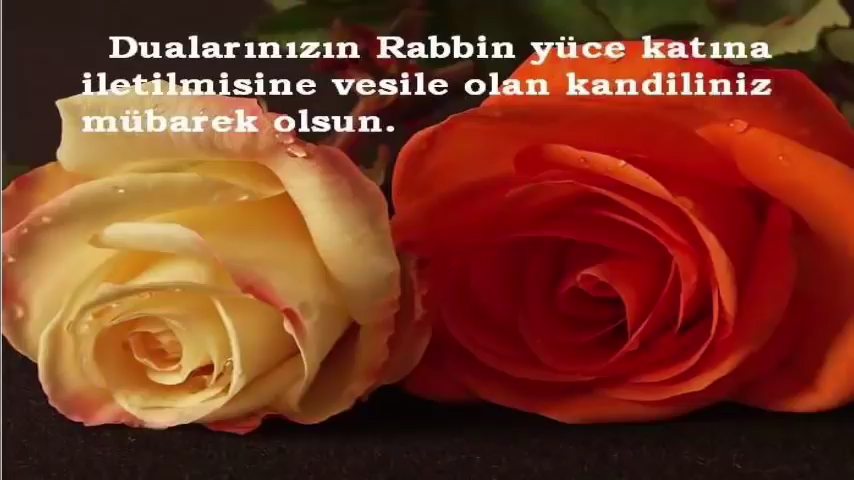 Dualarınızın Rabbin yüce katına
iletilmisine vesile olan kandiliniz
mübarek olsun.